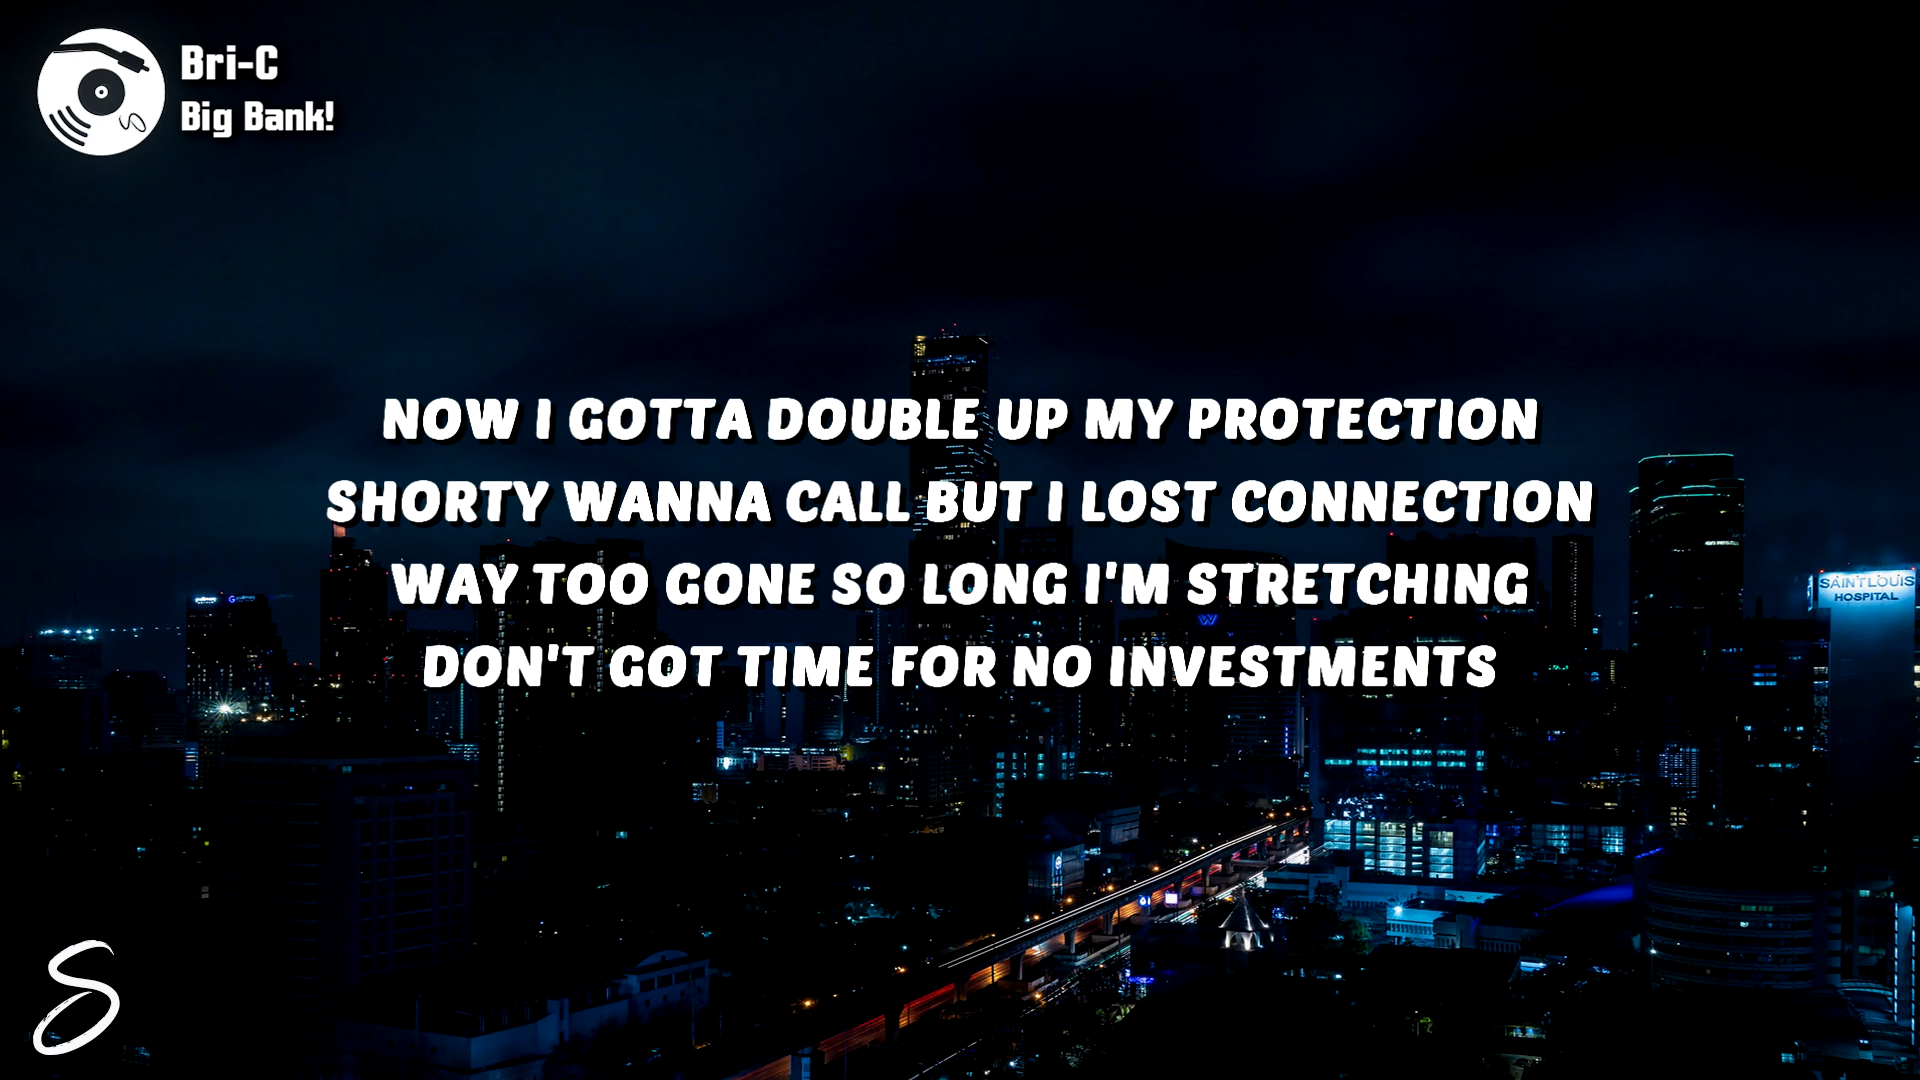 Bri-C
Big Bank!
NOW I GOTTA DOUBLE UP MY PROTECTION
SHORTY WANNA CALL BUT I LOST CONNECTION
WAY TOO GONE SO LONG I'M STRETCHING
DON'T GOT TIME FOR NO INVESTMENTS
SAINT LOUIS
HOSPITAL
W
S